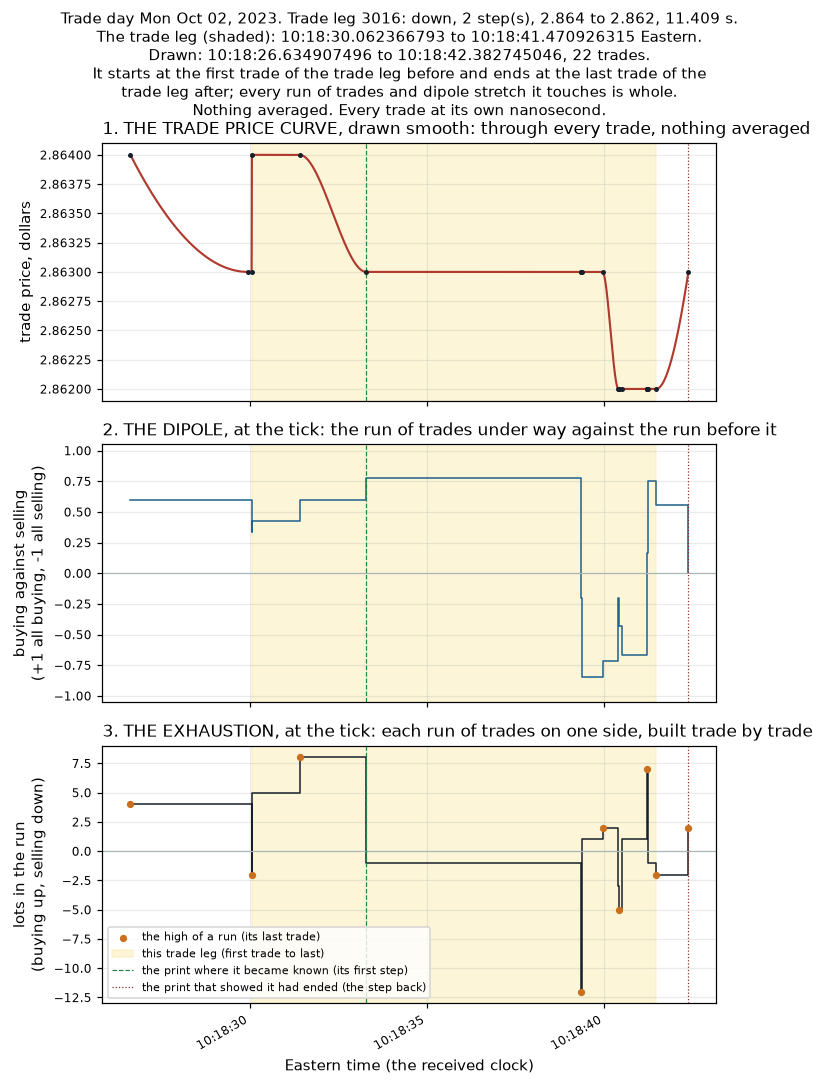 Trade day Mon Oct 02, 2023. Trade leg 3016: down, 2 step(s), 2.864 to 2.862, 11.409 s.
The trade leg (shaded): 10:18:30.062366793 to 10:18:41.470926315 Eastern.
Drawn: 10:18:26.634907496 to 10:18:42.382745046, 22 trades.
It starts at the first trade of the trade leg before and ends at the last trade of the
trade leg after; every run of trades and dipole stretch it touches is whole.
Nothing averaged. Every trade at its own nanosecond.
1. THE TRADE PRICE CURVE, drawn smooth: through every trade, nothing averaged
2.86400
2.86375
2.86350
2.86325
2.86300
2.86275
2.86250
2.86225
2.86200
trade price, dollars
2. THE DIPOLE, at the tick: the run of trades under way against the run before it
1.00
0.75
0.50
0.25
0.00
−0.25
−0.50
−0.75
−1.00
buying against selling
(+1 all buying, -1 all selling)
3. THE EXHAUSTION, at the tick: each run of trades on one side, built trade by trade
7.5
5.0
2.5
0.0
−2.5
−5.0
−7.5
−10.0
−12.5
lots in the run
(buying up, selling down)
the high of a run (its last trade)
this trade leg (first trade to last)
the print where it became known (its first step)
the print that showed it had ended (the step back)
10:18:30
10:18:35
10:18:40
Eastern time (the received clock)